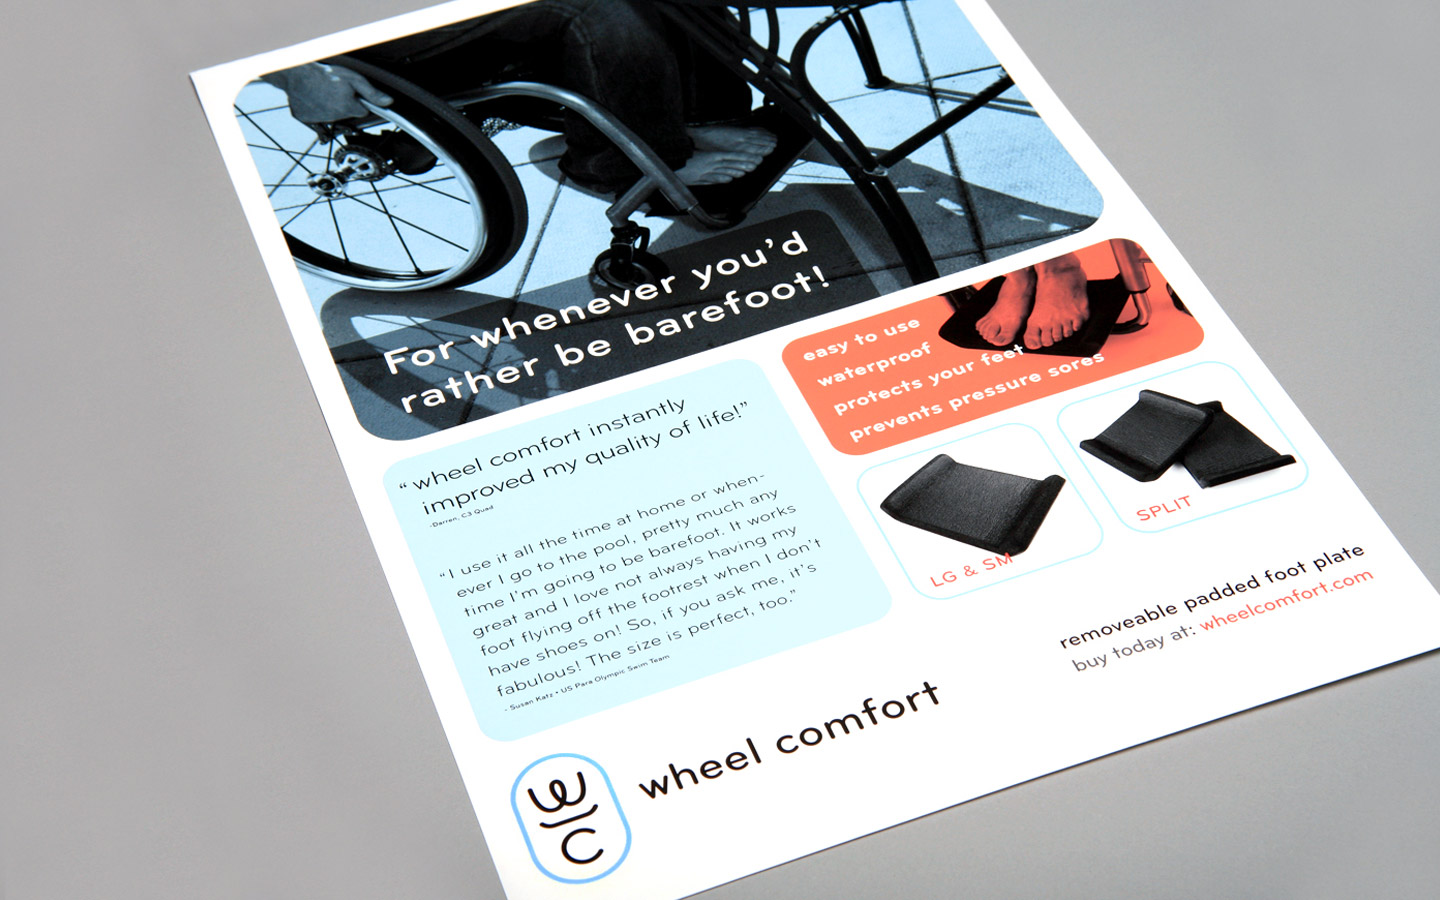 For whenever you'd
rather be barefoot!
easy to use
waterproof
protects your feet
prevents pressure sores
"wheel comfort instantly
improved my quality of life!"
-Darren, C3 Quad
"I use it all the time at home or when-
ever I go to the pool, pretty much any
time I'm going to be barefoot. It works
great and I love not always having my
foot flying off the footrest when I don't
have shoes on! So, if you ask me, it's
fabulous! The size is perfect, too."
- Susan Katz • US Para Olympic Swim Team
LG & SM
SPLIT
removeable padded foot plate
buy today at: wheelcomfort.com
wc
wheel comfort